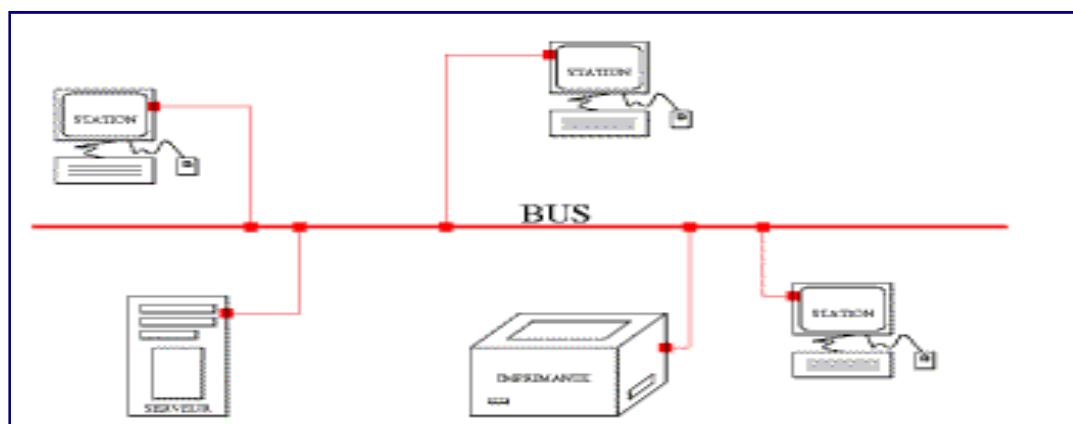 STATION
STATION
BUS
STATION
IMPRIMANTE
SERVEUR